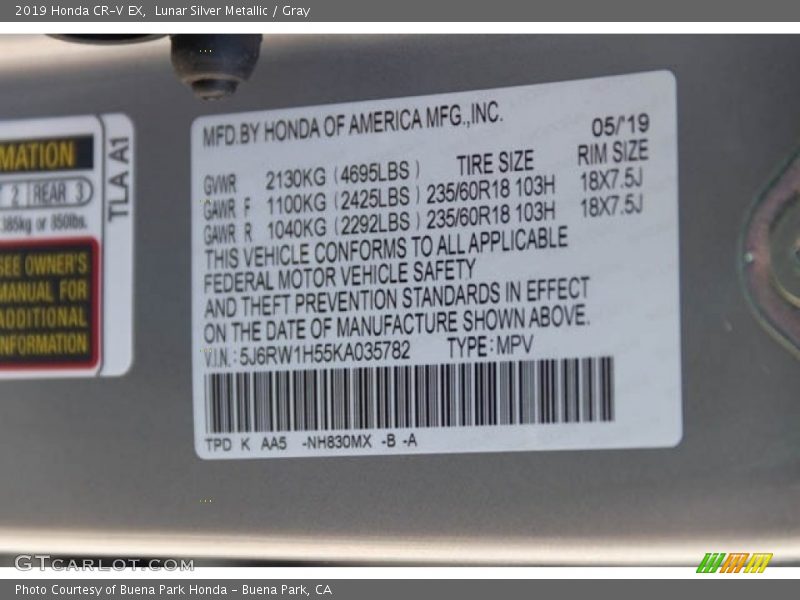 2019 Honda CR-V EX, Lunar Silver Metallic / Gray
MATION
2 REAR 3
385kg or 850lbs.
SEE OWNER'S
MANUAL FOR
ADDITIONAL
INFORMATION
TLA A1
MFD.BY HONDA OF AMERICA MFG.,INC.
05/'19
GVWR 2130KG (4695LBS) TIRE SIZE RIM SIZE
GAWR F 1100KG (2425LBS) 235/60R18 103H 18X7.5J
GAWR R 1040KG (2292LBS) 235/60R18 103H 18X7.5J
THIS VEHICLE CONFORMS TO ALL APPLICABLE
FEDERAL MOTOR VEHICLE SAFETY
AND THEFT PREVENTION STANDARDS IN EFFECT
ON THE DATE OF MANUFACTURE SHOWN ABOVE.
V.I.N.: 5J6RW1H55KA035782 TYPE: MPV
TPD K AA5 -NH830MX -B -A
GTCARLOT.COM
Photo Courtesy of Buena Park Honda - Buena Park, CA